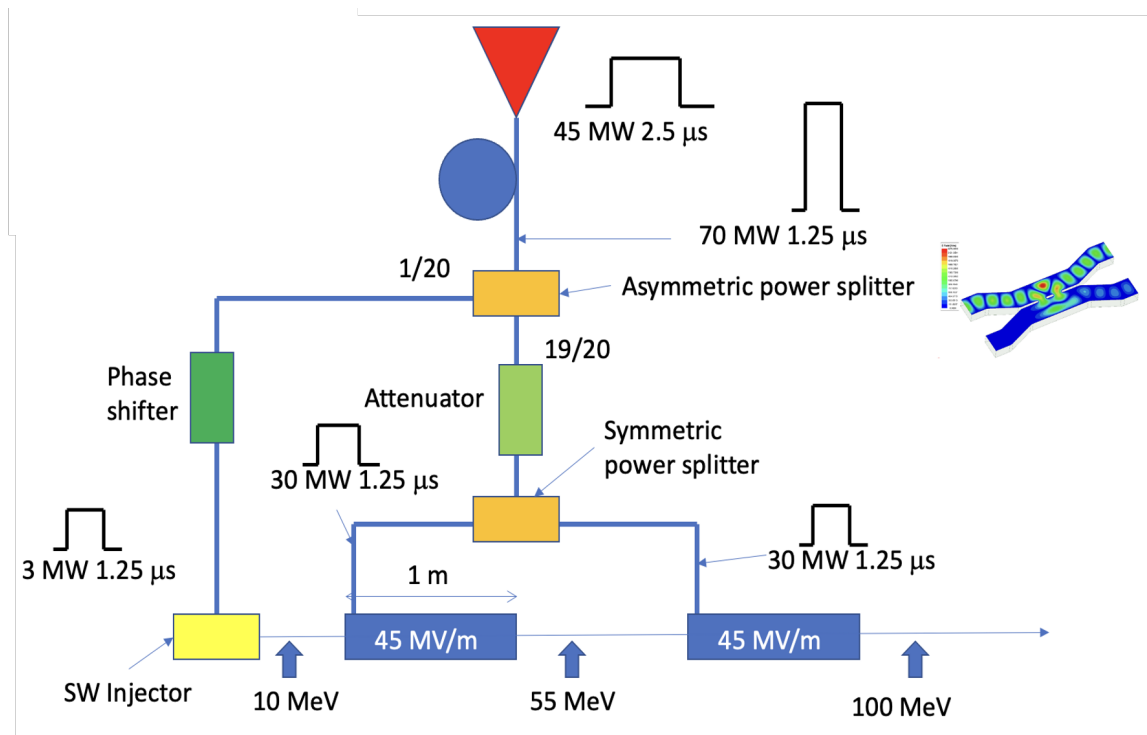 45 MW 2.5 μs
70 MW 1.25 μs
1/20
Asymmetric power splitter
19/20
Phase
shifter
Attenuator
Symmetric
power splitter
30 MW 1.25 μs
3 MW 1.25 μs
30 MW 1.25 μs
1 m
45 MV/m
45 MV/m
SW Injector
10 MeV
55 MeV
100 MeV